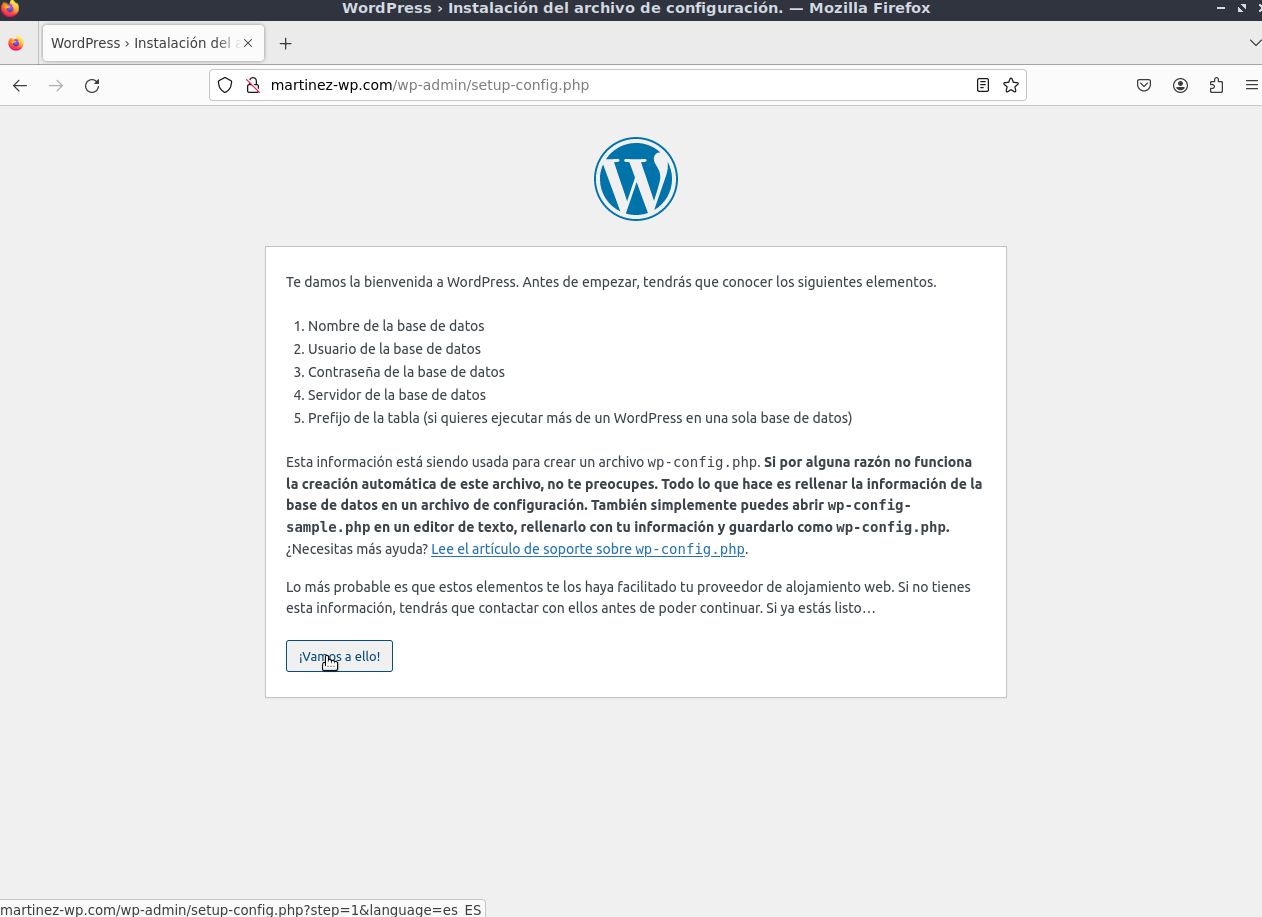 WordPress › Instalación del archivo de configuración. — Mozilla Firefox
WordPress › Instalación del a
martinez-wp.com/wp-admin/setup-config.php
Te damos la bienvenida a WordPress. Antes de empezar, tendrás que conocer los siguientes elementos.
1. Nombre de la base de datos
2. Usuario de la base de datos
3. Contraseña de la base de datos
4. Servidor de la base de datos
5. Prefijo de la tabla (si quieres ejecutar más de un WordPress en una sola base de datos)
Esta información está siendo usada para crear un archivo wp-config.php. Si por alguna razón no funciona
la creación automática de este archivo, no te preocupes. Todo lo que hace es rellenar la información de la
base de datos en un archivo de configuración. También simplemente puedes abrir wp-config-
sample.php en un editor de texto, rellenarlo con tu información y guardarlo como wp-config.php.
¿Necesitas más ayuda? Lee el artículo de soporte sobre wp-config.php.
Lo más probable es que estos elementos te los haya facilitado tu proveedor de alojamiento web. Si no tienes
esta información, tendrás que contactar con ellos antes de poder continuar. Si ya estás listo…
¡Vamos a ello!
martinez-wp.com/wp-admin/setup-config.php?step=1&language=es_ES